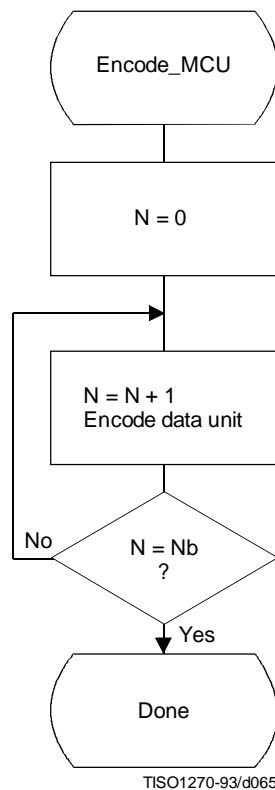 Encode_MCU
N = 0
N = N + 1
Encode data unit
N = Nb
?
No
Yes
Done
TISO1270-93/d065